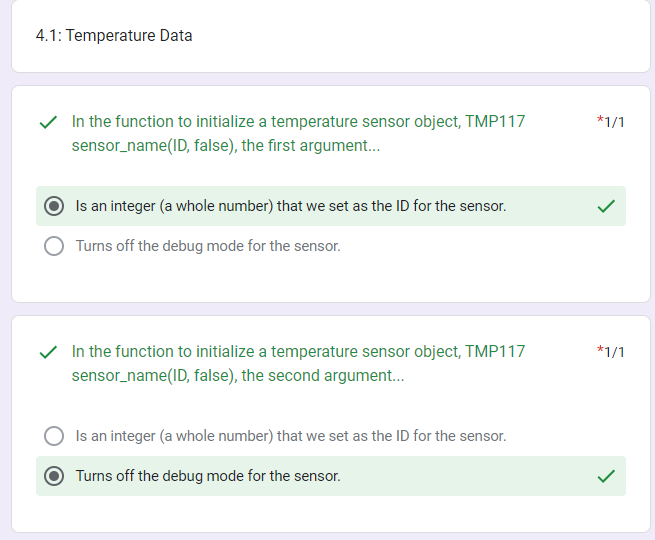 4.1: Temperature Data
In the function to initialize a temperature sensor object, TMP117 *1/1
sensor_name(ID, false), the first argument...
Is an integer (a whole number) that we set as the ID for the sensor.
Turns off the debug mode for the sensor.
In the function to initialize a temperature sensor object, TMP117 *1/1
sensor_name(ID, false), the second argument...
Is an integer (a whole number) that we set as the ID for the sensor.
Turns off the debug mode for the sensor.